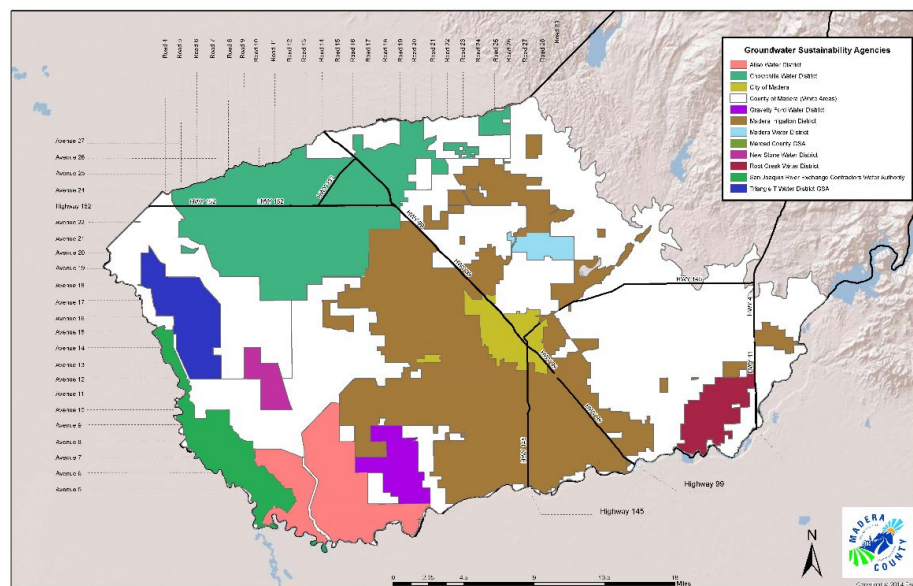 Road 4
Road 5
Road 6
Road 7
Road 8
Road 9
Road 10
Road 11
Road 12
Road 13
Road 14
Road 15
Road 16
Road 17
Road 18
Road 19
Road 20
Road 21
Road 22
Road 23
Road 24
Road 25
Road 26
Road 27
Road 28
Groundwater Sustainability Agencies
Aliso Water District
Chowchilla Water District
City of Madera
County of Madera (White Areas)
Gravelly Ford Water District
Madera Irrigation District
Madera Water District
Merced County GSA
New Stone Water District
Root Creek Water District
San Joaquin River Exchange Contractors Water Authority
Triangle T Water District GSA
Avenue 27
Avenue 26
Avenue 25
Avenue 24
Highway 152
Avenue 22
Avenue 21
Avenue 20
Avenue 19
Avenue 18
Avenue 17
Avenue 16
Avenue 15
Avenue 14
Avenue 13
Avenue 12
Avenue 11
Avenue 10
Avenue 9
Avenue 8
Avenue 7
Avenue 6
Avenue 5
HWY 152
HWY 152
HWY 99
HWY 99
HWY 145
HWY 41
HWY 145
Highway 99
Highway 145
N
MADERA
COUNTY
0
4.5
9
13.5
18
Miles